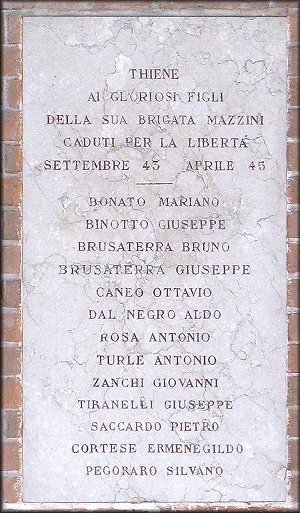 THIENE
AI GLORIOSI FIGLI
DELLA SUA BRIGATA MAZZINI
CADUTI PER LA LIBERTÀ
SETTEMBRE 43 APRILE 45
BONATO MARIANO
BINOTTO GIUSEPPE
BRUSATERRA BRUNO
BRUSATERRA GIUSEPPE
CANEO OTTAVIO
DAL NEGRO ALDO
ROSA ANTONIO
TURLE ANTONIO
ZANCHI GIOVANNI
TIRANELLI GIUSEPPE
SACCARDO PIETRO
CORTESE ERMENEGILDO
PEGORARO SILVANO